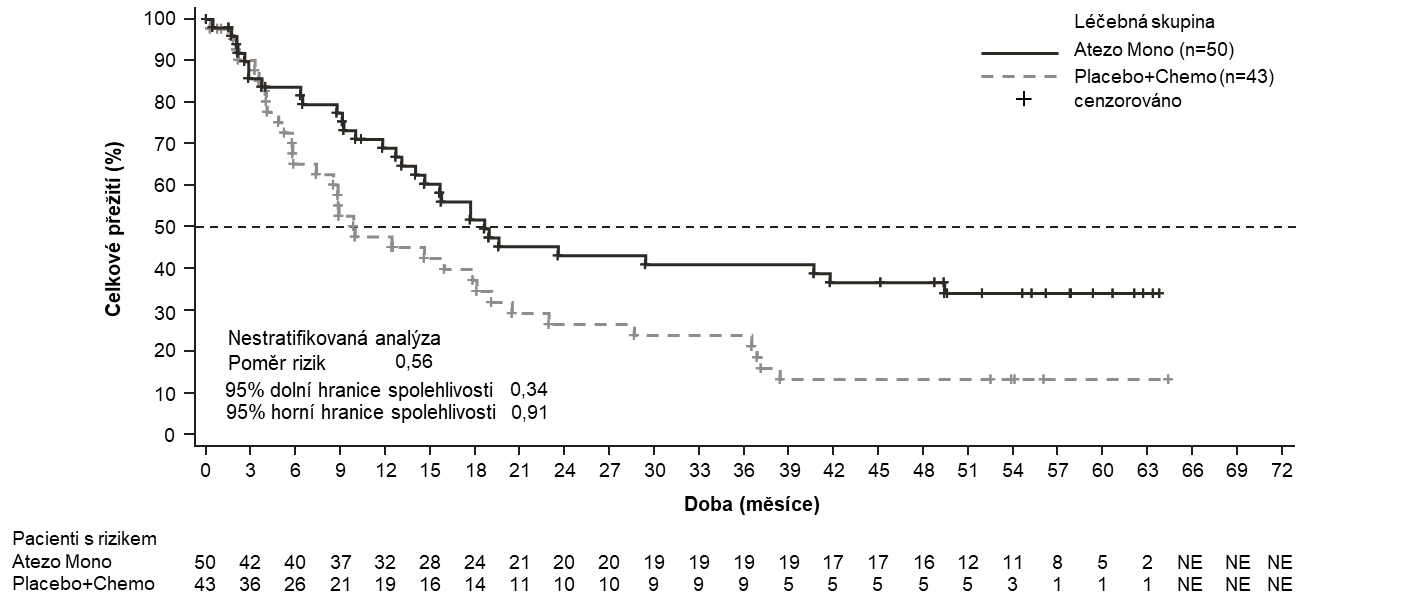 100
90
80
70
60
50
40
30
20
10
0
Celkové přežití (%)
Léčebná skupina
Atezo Mono (n=50)
Placebo+Chemo (n=43)
cenzorováno
Nestratifikovaná analýza
Poměr rizik 0,56
95% dolní hranice spolehlivosti 0,34
95% horní hranice spolehlivosti 0,91
0 3 6 9 12 15 18 21 24 27 30 33 36 39 42 45 48 51 54 57 60 63 66 69 72
Doba (měsíce)
Pacienti s rizikem
Atezo Mono 50 42 40 37 32 28 24 21 20 20 19 19 19 19 17 17 16 12 11 8 5 2 NE NE NE
Placebo+Chemo 43 36 26 21 19 16 14 11 10 10 9 9 9 5 5 5 5 5 3 1 1 1 NE NE NE